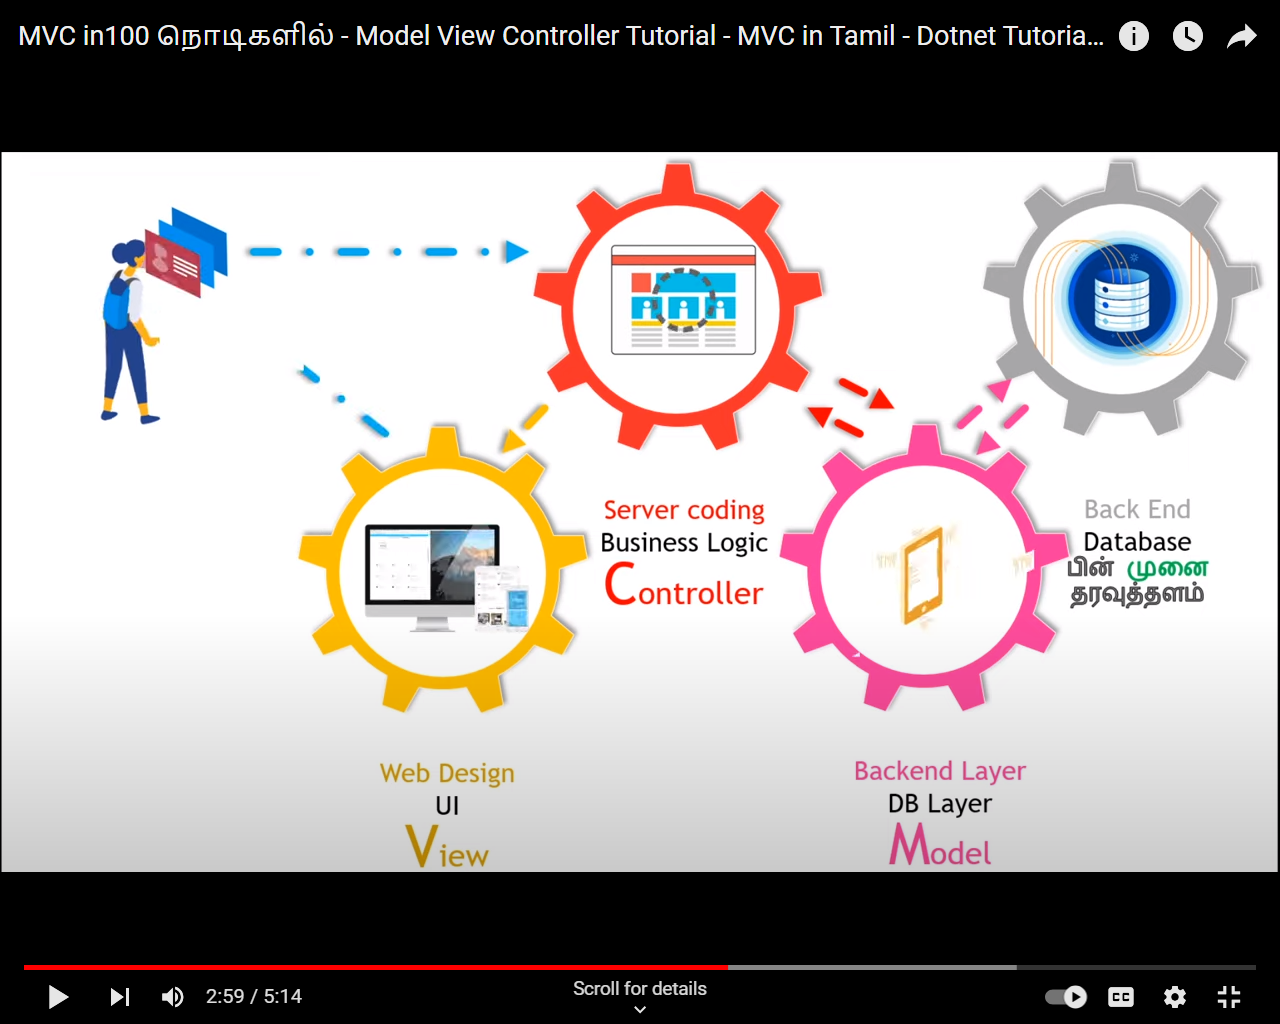 MVC in100 நொடிகளில் - Model View Controller Tutorial - MVC in Tamil - Dotnet Tutoria...
Server coding
Business Logic
Controller
Back End
Database
பின் முனை
தரவுத்தளம்
Web Design
UI
View
Backend Layer
DB Layer
Model
2:59 / 5:14
Scroll for details
CC